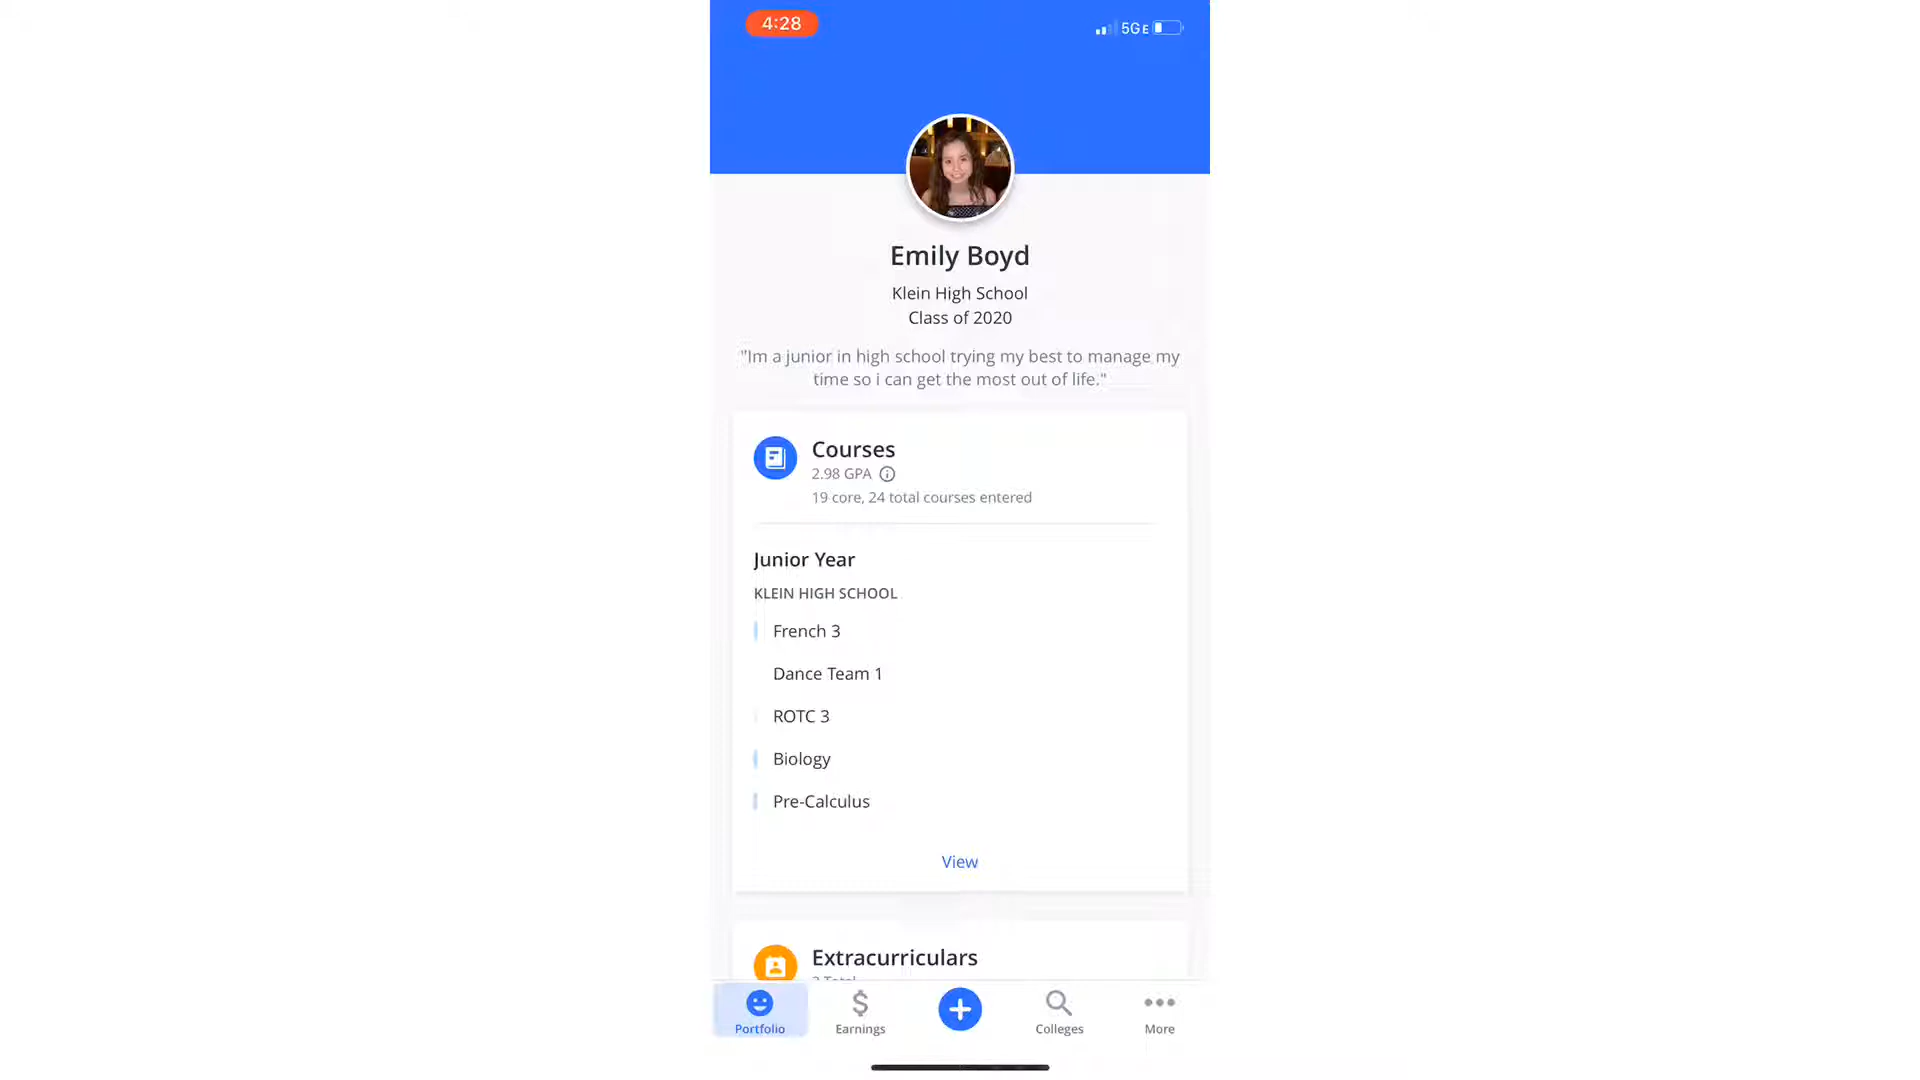 4:28
5GE
Emily Boyd
Klein High School
Class of 2020
"Im a junior in high school trying my best to manage my
time so i can get the most out of life."
Courses
2.98 GPA
19 core, 24 total courses entered
Junior Year
KLEIN HIGH SCHOOL
French 3
Dance Team 1
ROTC 3
Biology
Pre-Calculus
View
Extracurriculars
Portfolio
Earnings
Colleges
More